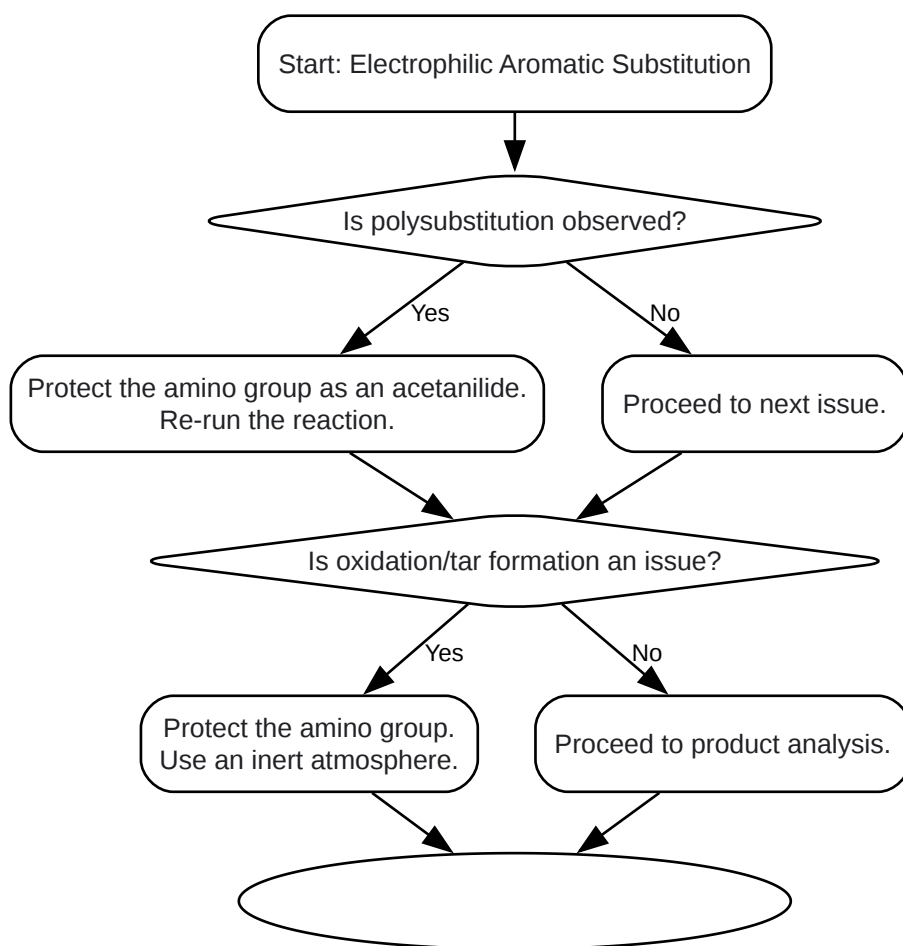 Start: Electrophilic Aromatic Substitution
Is polysubstitution observed?
Yes
No
Protect the amino group as an acetanilide.
Re-run the reaction.
Proceed to next issue.
Is oxidation/tar formation an issue?
Yes
No
Protect the amino group.
Use an inert atmosphere.
Proceed to product analysis.